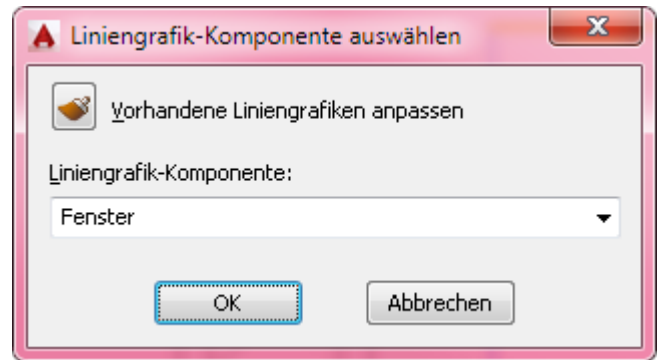 Liniengrafik-Komponente auswählen
Vorhandene Liniengrafiken anpassen
Liniengrafik-Komponente:
Fenster
OK Abbrechen